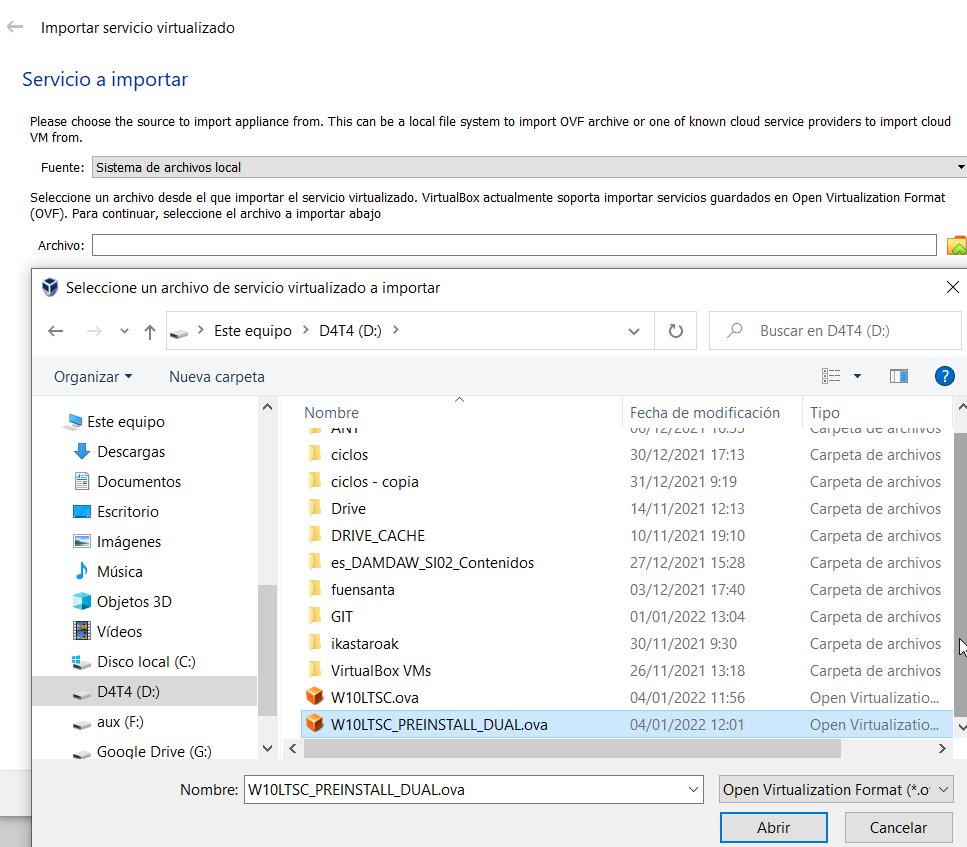 Importar servicio virtualizado
Servicio a importar
Please choose the source to import appliance from. This can be a local file system to import OVF archive or one of known cloud service providers to import cloud
VM from.
Fuente: Sistema de archivos local
Seleccione un archivo desde el que importar el servicio virtualizado. VirtualBox actualmente soporta importar servicios guardados en Open Virtualization Format
(OVF). Para continuar, seleccione el archivo a importar abajo
Archivo:
Seleccione un archivo de servicio virtualizado a importar
Este equipo > D4T4 (D:) >
Buscar en D4T4 (D:)
Organizar
Nueva carpeta
Este equipo
Descargas
Documentos
Escritorio
Imágenes
Música
Objetos 3D
Vídeos
Disco local (C:)
D4T4 (D:)
aux (F:)
Google Drive (G:)
Nombre Fecha de modificación Tipo
ANT 06/12/2021 16:55 Carpeta de archivos
ciclos 30/12/2021 17:13 Carpeta de archivos
ciclos - copia 31/12/2021 9:19 Carpeta de archivos
Drive 14/11/2021 12:13 Carpeta de archivos
DRIVE_CACHE 10/11/2021 19:10 Carpeta de archivos
es_DAMDAW_SI02_Contenidos 27/12/2021 15:28 Carpeta de archivos
fuensanta 03/12/2021 17:40 Carpeta de archivos
GIT 01/01/2022 13:04 Carpeta de archivos
ikastaroak 30/11/2021 9:30 Carpeta de archivos
VirtualBox VMs 26/11/2021 13:18 Carpeta de archivos
W10LTSC.ova 04/01/2022 11:56 Open Virtualizatio...
W10LTSC_PREINSTALL_DUAL.ova 04/01/2022 12:01 Open Virtualizatio...
Nombre: W10LTSC_PREINSTALL_DUAL.ova
Open Virtualization Format (*.o
Abrir
Cancelar